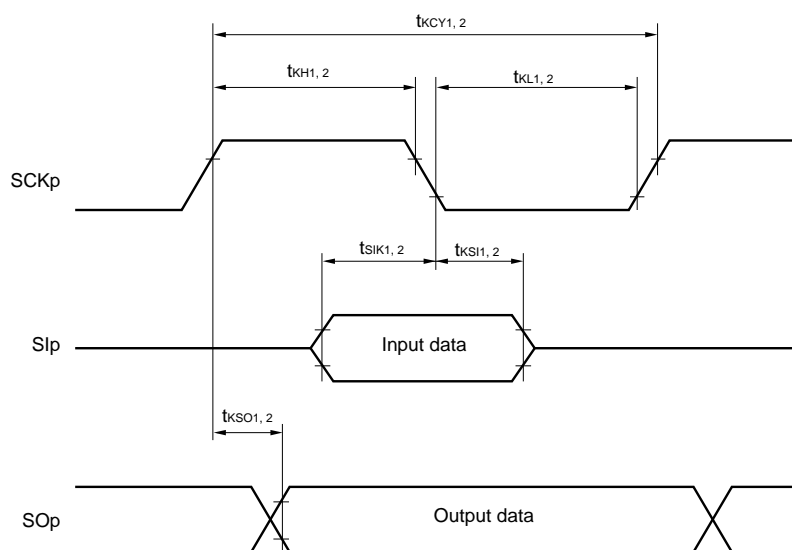 tKCY1, 2
tKH1, 2
tKL1, 2
SCKp
tSIK1, 2
tKSI1, 2
SIp
Input data
tKSO1, 2
SOp
Output data